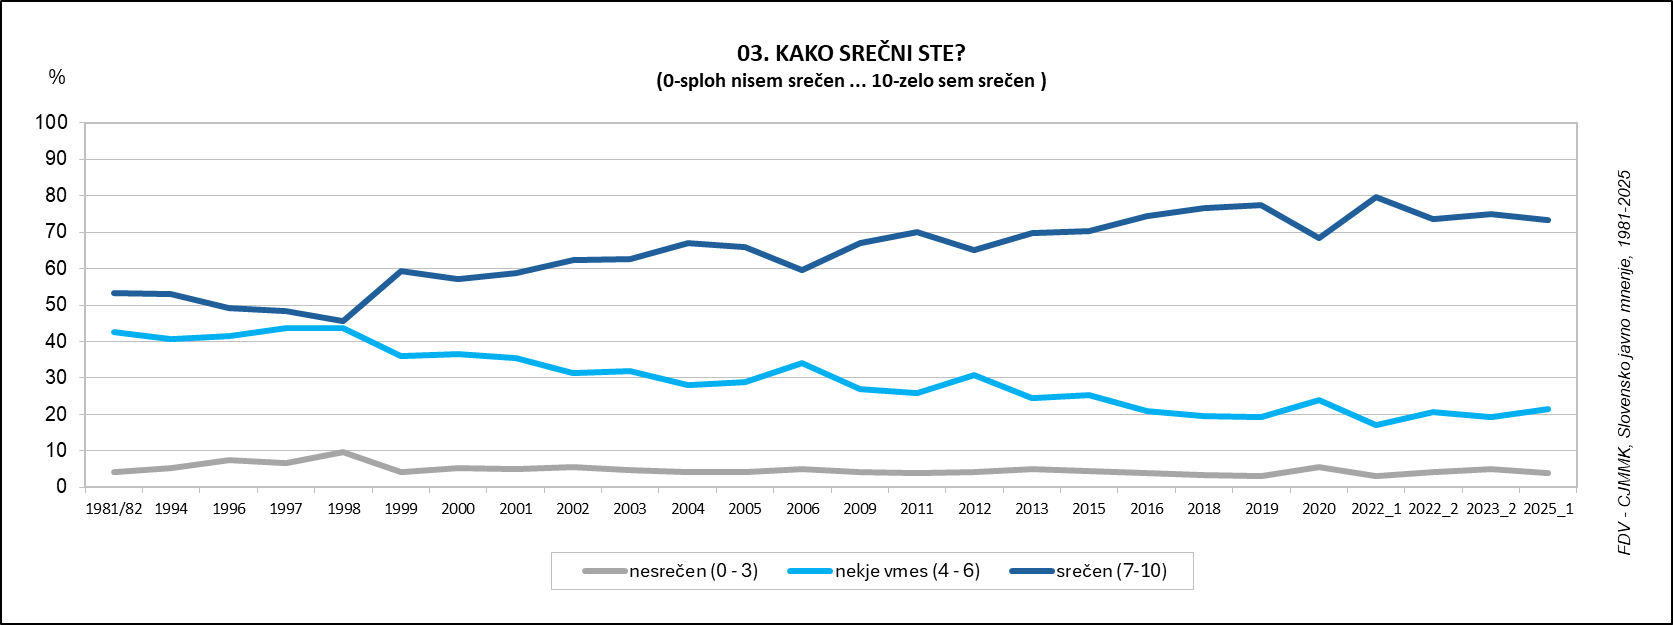 03. KAKO SREČNI STE?
(0-sploh nisem srečen ... 10-zelo sem srečen )
%
100
90
80
70
60
50
40
30
20
10
0
1981/82 1994 1996 1997 1998 1999 2000 2001 2002 2003 2004 2005 2006 2009 2011 2012 2013 2015 2016 2018 2019 2020 2022_1 2022_2 2023_2 2025_1
nesrečen (0 - 3) nekje vmes (4 - 6) srečen (7-10)
FDV - CJMMK, Slovensko javno mnenje, 1981-2025